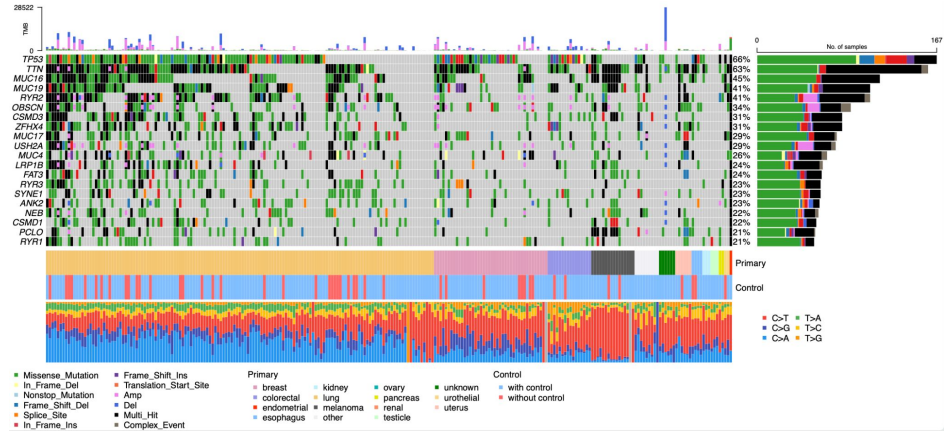 28522
TMB
0
0 167
No. of samples
TP53 66%
TTN 63%
MUC16 45%
MUC19 41%
RYR2 41%
OBSCN 34%
CSMD3 31%
ZFHX4 31%
MUC17 29%
USH2A 29%
MUC4 26%
LRP1B 24%
FAT3 24%
RYR3 23%
SYNE1 23%
ANK2 23%
NEB 22%
CSMD1 22%
PCLO 21%
RYR1 21%
Primary
Control
C>T T>A
C>G T>C
C>A T>G
Missense_Mutation Frame_Shift_Ins
In_Frame_Del Translation_Start_Site
Nonstop_Mutation Amp
Frame_Shift_Del Del
Splice_Site Multi_Hit
In_Frame_Ins Complex_Event
Primary
breast kidney ovary unknown
colorectal lung pancreas urothelial
endometrial melanoma renal uterus
esophagus other testicle
Control
with control
without control